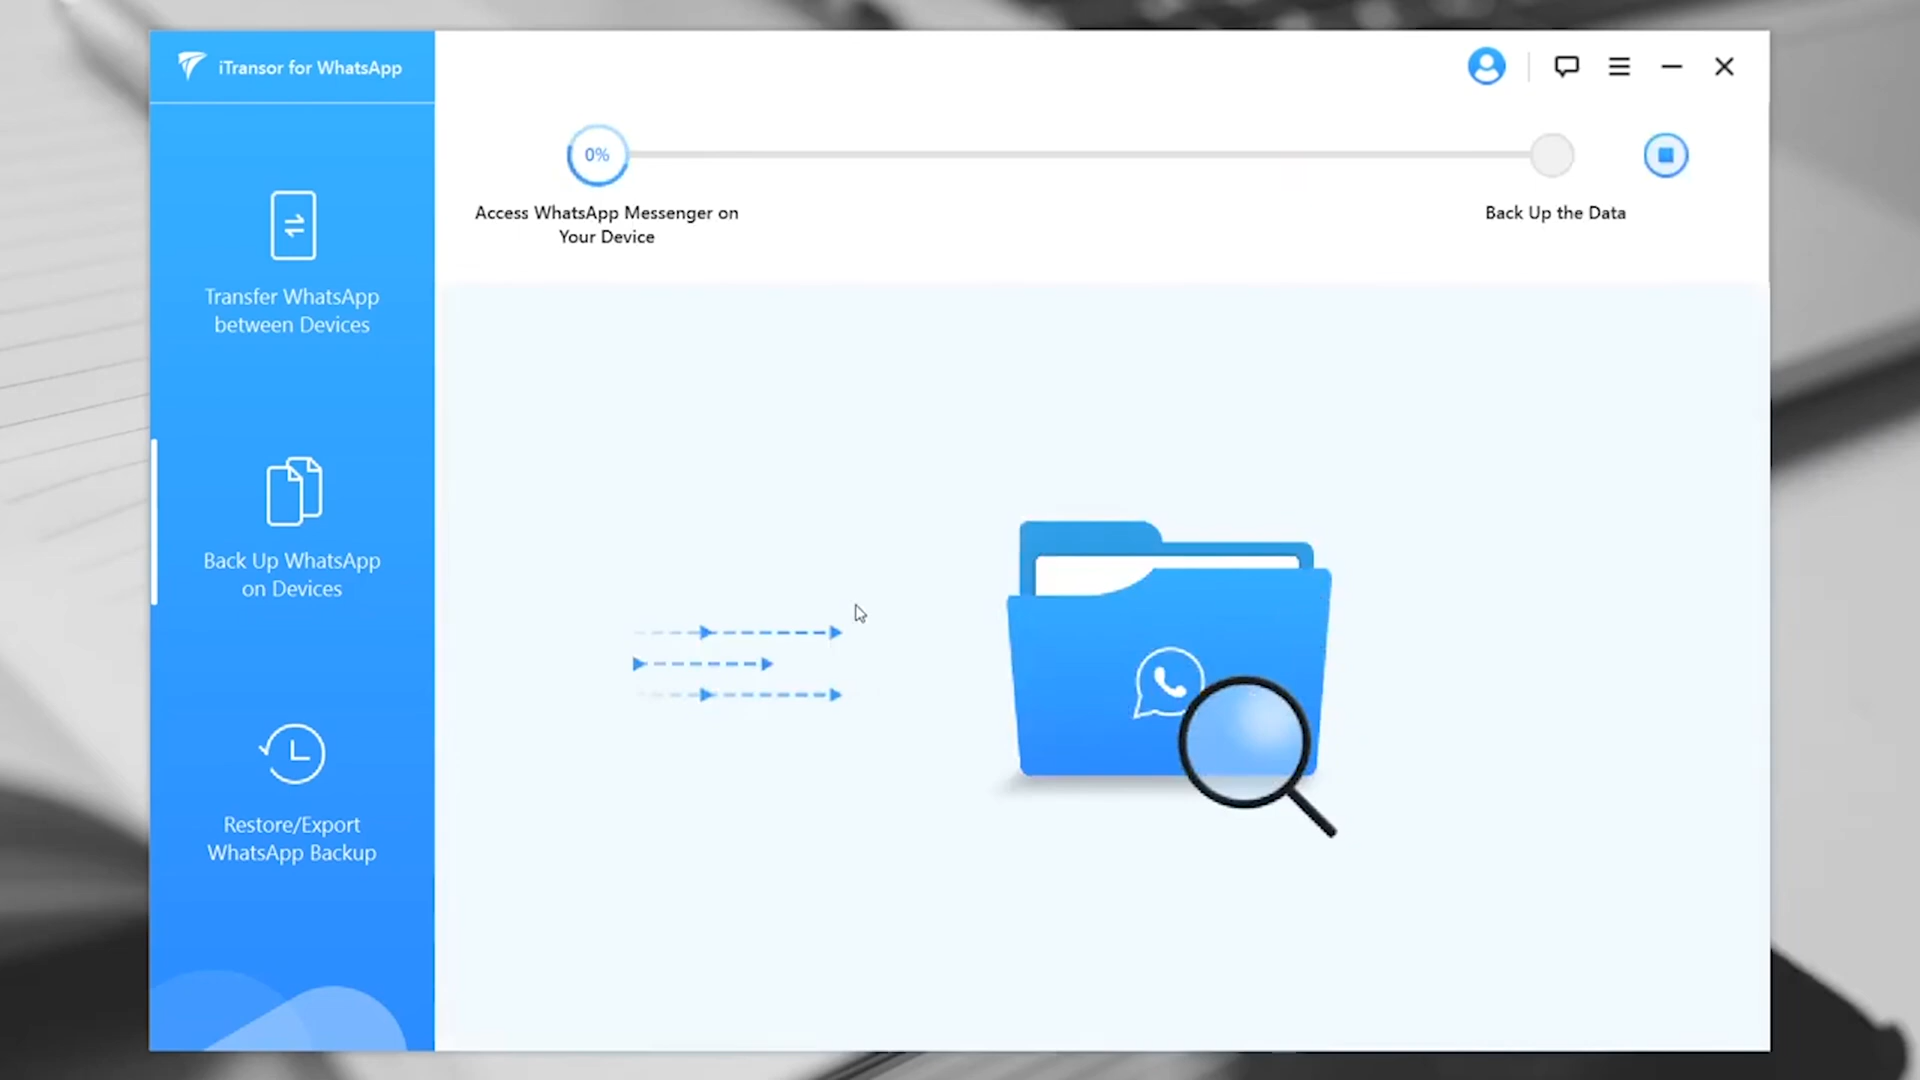 iTransor for WhatsApp
0%
Access WhatsApp Messenger on
Your Device
Back Up the Data
Transfer WhatsApp
between Devices
Back Up WhatsApp
on Devices
Restore/Export
WhatsApp Backup